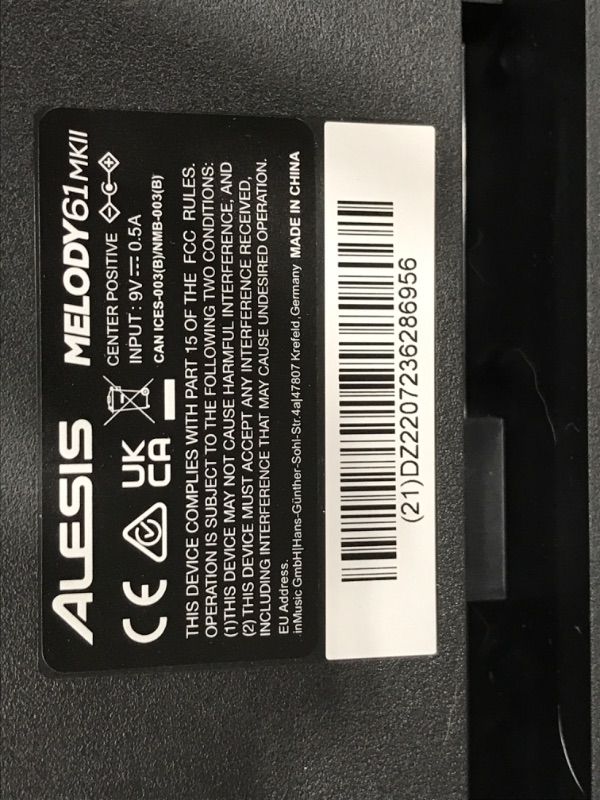 ALESIS MELODY61MKII
CENTER POSITIVE
INPUT: 9V 0.5A
CAN ICES-003(B)/NMB-003(B)
CE UK
CA
THIS DEVICE COMPLIES WITH PART 15 OF THE FCC RULES.
OPERATION IS SUBJECT TO THE FOLLOWING TWO CONDITIONS:
(1)THIS DEVICE MAY NOT CAUSE HARMFUL INTERFERENCE, AND
(2) THIS DEVICE MUST ACCEPT ANY INTERFERENCE RECEIVED,
INCLUDING INTERFERENCE THAT MAY CAUSE UNDESIRED OPERATION.
EU Address.
inMusic GmbH|Hans-Günther-Sohl-Str.4a|47807 Krefeld,Germany MADE IN CHINA
(21)DZ2207236286956